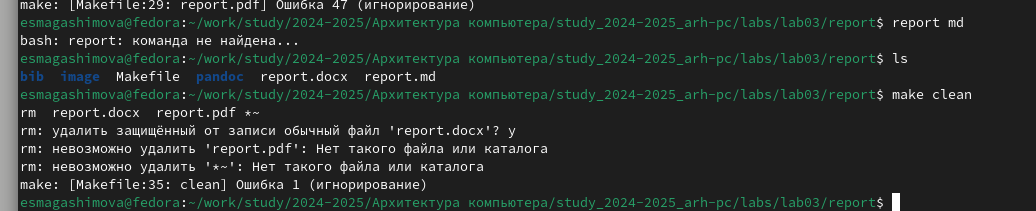 make: [Makefile:29: report.pdf] Ошибка 47 (игнорирование)
esmagashimova@fedora:~/work/study/2024-2025/Архитектура компьютера/study_2024-2025_arh-pc/labs/lab03/report$ report md
bash: report: команда не найдена...
esmagashimova@fedora:~/work/study/2024-2025/Архитектура компьютера/study_2024-2025_arh-pc/labs/lab03/report$ ls
bib  image  Makefile  pandoc  report.docx  report.md
esmagashimova@fedora:~/work/study/2024-2025/Архитектура компьютера/study_2024-2025_arh-pc/labs/lab03/report$ make clean
rm  report.docx  report.pdf *~
rm: удалить защищённый от записи обычный файл 'report.docx'? y
rm: невозможно удалить 'report.pdf': Нет такого файла или каталога
rm: невозможно удалить '*~': Нет такого файла или каталога
make: [Makefile:35: clean] Ошибка 1 (игнорирование)
esmagashimova@fedora:~/work/study/2024-2025/Архитектура компьютера/study_2024-2025_arh-pc/labs/lab03/report$